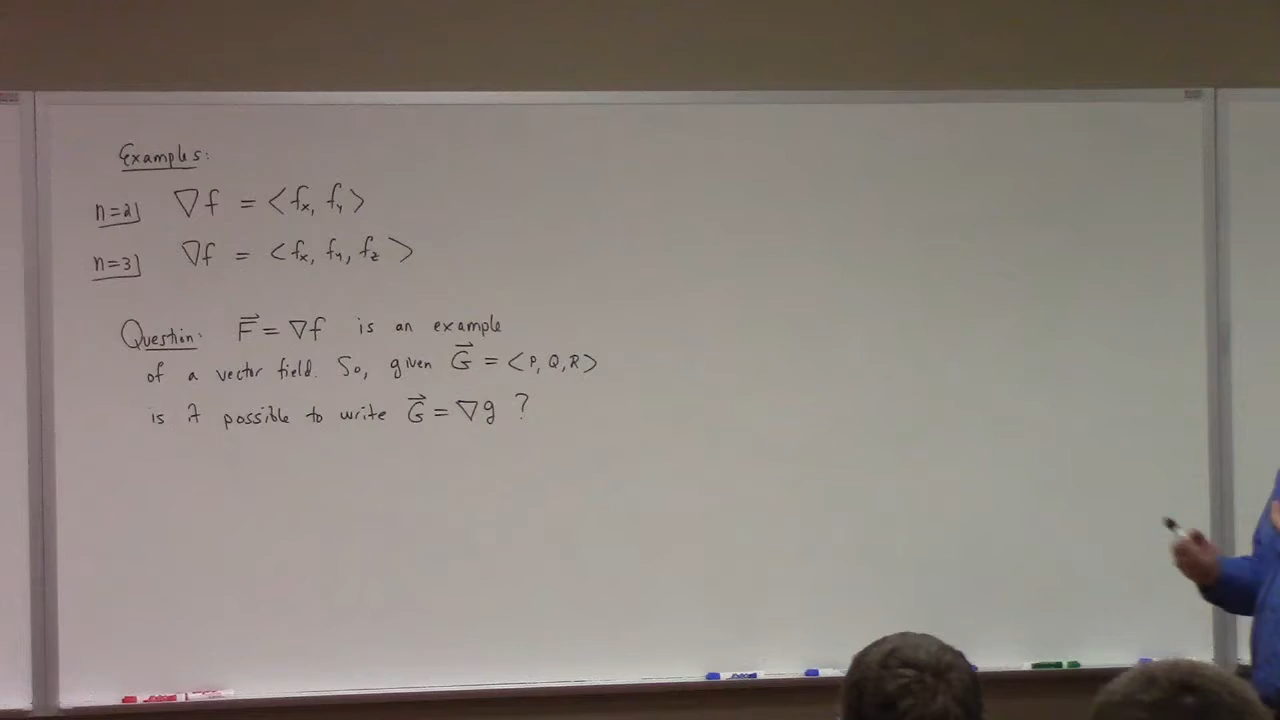 Examples:
n=2] ∇f = <fx, fy>
n=3] ∇f = <fx, fy, fz>
Question: F⃗ = ∇f is an example
of a vector field. So, given G⃗ = <P, Q, R>
is it possible to write G⃗ = ∇g ?